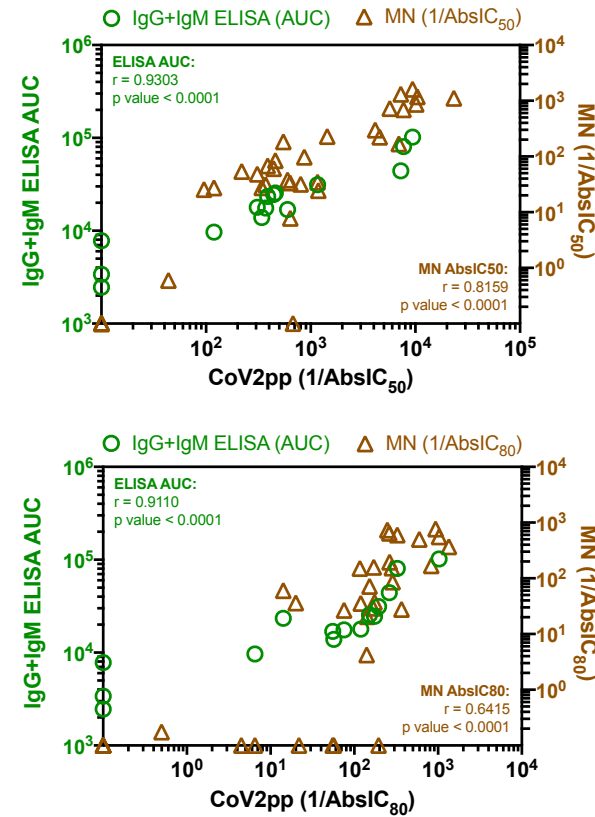 IgG+IgM ELISA (AUC) MN (1/AbsIC50)
ELISA AUC:
r = 0.9303
p value < 0.0001
MN AbsIC50:
r = 0.8159
p value < 0.0001
IgG+IgM ELISA AUC
10^6
10^5
10^4
10^3
MN (1/AbsIC50)
10^4
10^3
10^2
10^1
10^0
10^2 10^3 10^4 10^5
CoV2pp (1/AbsIC50)
IgG+IgM ELISA (AUC) MN (1/AbsIC80)
ELISA AUC:
r = 0.9110
p value < 0.0001
MN AbsIC80:
r = 0.6415
p value < 0.0001
IgG+IgM ELISA AUC
10^6
10^5
10^4
10^3
MN (1/AbsIC80)
10^4
10^3
10^2
10^1
10^0
10^0 10^1 10^2 10^3 10^4
CoV2pp (1/AbsIC80)